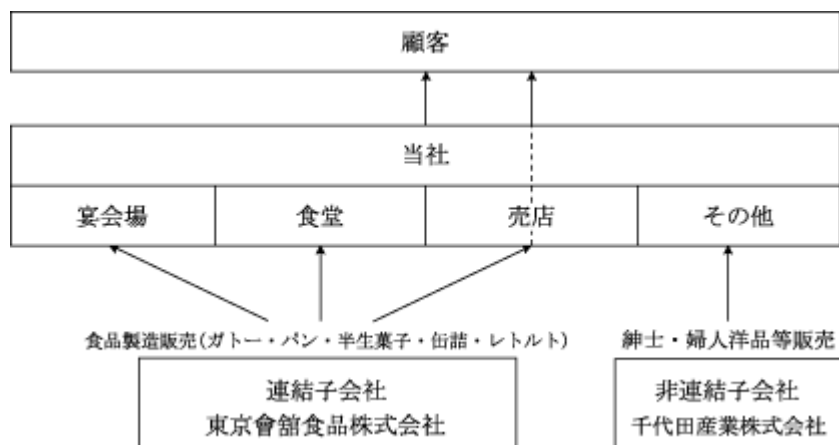 顧客
当社
宴会場
食堂
売店
その他
食品製造販売(ガトー・パン・半生菓子・缶詰・レトルト)
紳士・婦人洋品等販売
連結子会社
東京會舘食品株式会社
非連結子会社
千代田産業株式会社